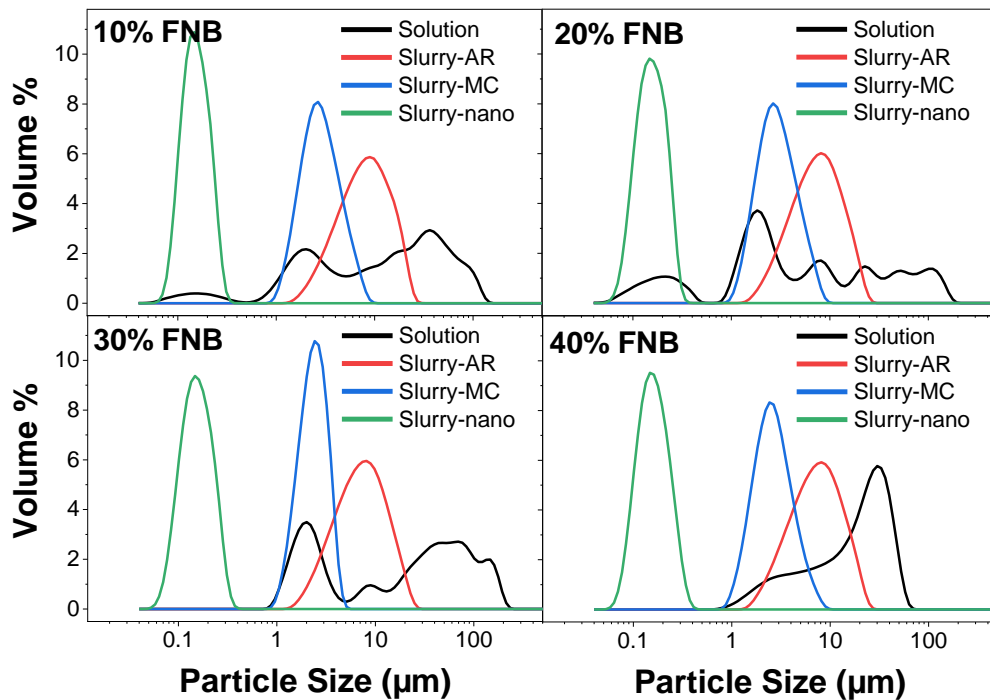 10% FNB
Solution
Slurry-AR
Slurry-MC
Slurry-nano
20% FNB
Solution
Slurry-AR
Slurry-MC
Slurry-nano
10
8
6
4
2
0
Volume %
30% FNB
Solution
Slurry-AR
Slurry-MC
Slurry-nano
40% FNB
Solution
Slurry-AR
Slurry-MC
Slurry-nano
10
8
6
4
2
0
Volume %
0.1 1 10 100
0.1 1 10 100
Particle Size (µm)
Particle Size (µm)